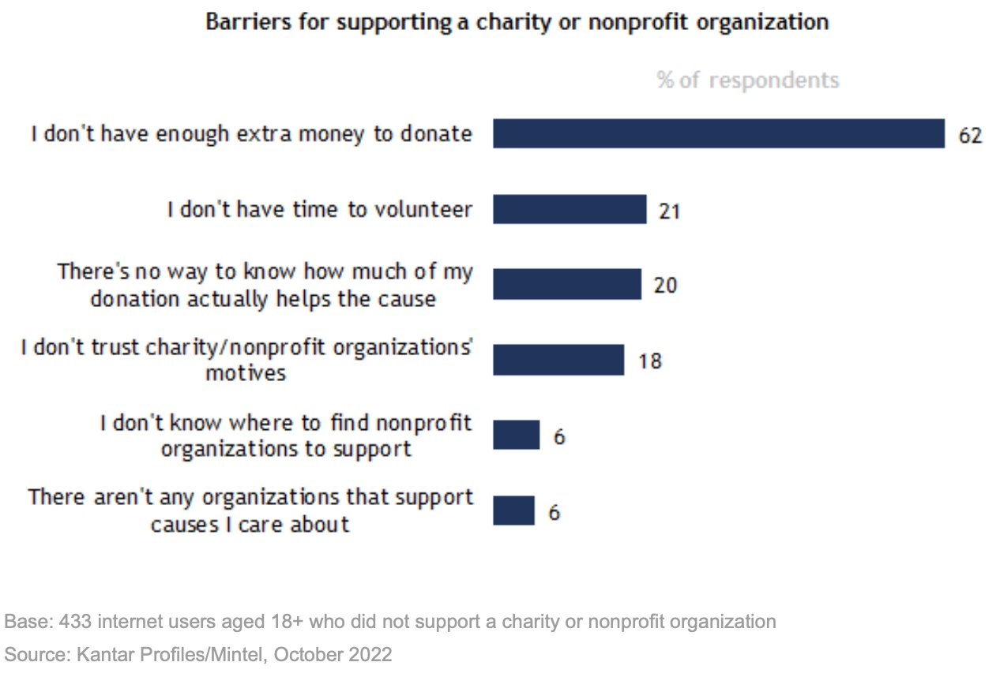 Barriers for supporting a charity or nonprofit organization
% of respondents
I don't have enough extra money to donate
62
I don't have time to volunteer
21
There's no way to know how much of my
donation actually helps the cause
20
I don't trust charity/nonprofit organizations'
motives
18
I don't know where to find nonprofit
organizations to support
6
There aren't any organizations that support
causes I care about
6
Base: 433 internet users aged 18+ who did not support a charity or nonprofit organization
Source: Kantar Profiles/Mintel, October 2022